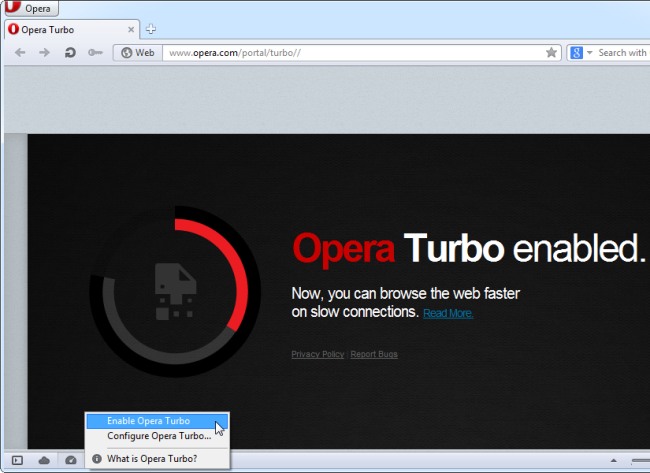 Opera
Opera Turbo
Web www.opera.com/portal/turbo// Search with
Opera Turbo enabled.
Now, you can browse the web faster
on slow connections. Read More.
Privacy Policy | Report Bugs
Enable Opera Turbo
Configure Opera Turbo...
What is Opera Turbo?